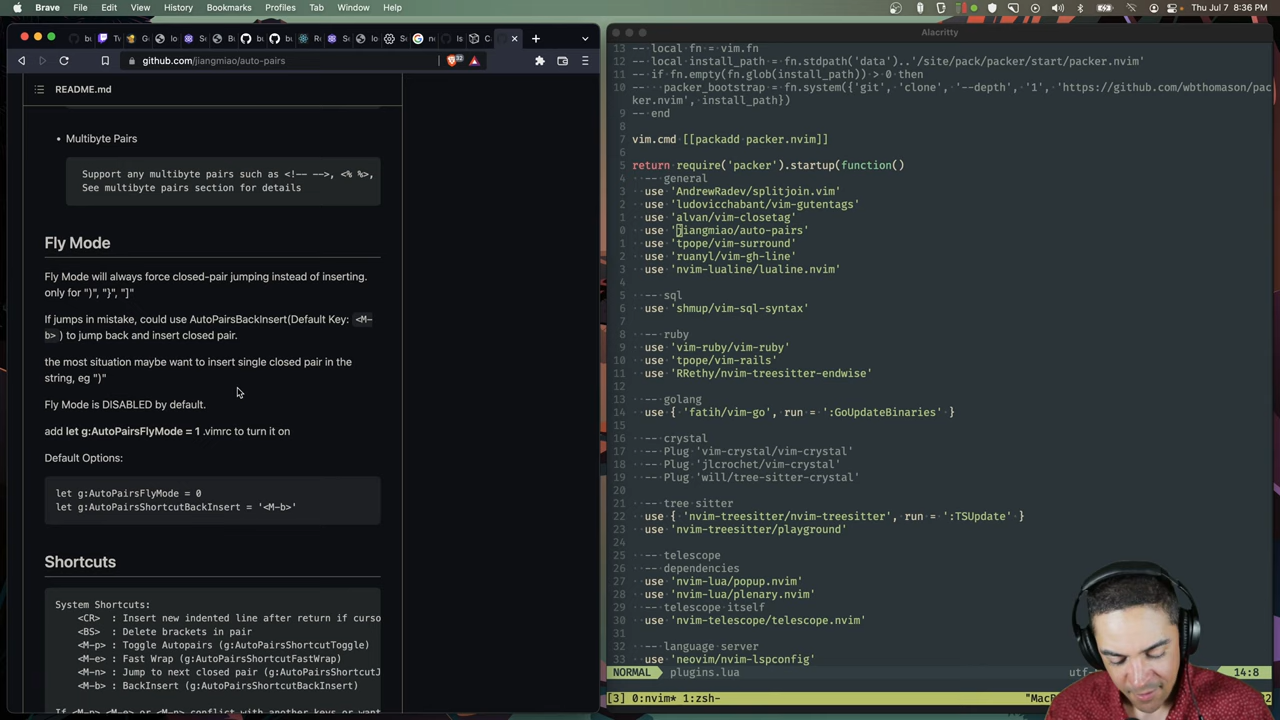 Brave File Edit View History Bookmarks Profiles Tab Window Help
Thu Jul 7 8:36 PM
github.com/jiangmiao/auto-pairs
README.md
Multibyte Pairs
Support any multibyte pairs such as <!-- -->, <% %>,
See multibyte pairs section for details
Fly Mode
Fly Mode will always force closed-pair jumping instead of inserting.
only for ")", "}", "]"
If jumps in mistake, could use AutoPairsBackInsert(Default Key: <M-
b>) to jump back and insert closed pair.
the most situation maybe want to insert single closed pair in the
string, eg ")"
Fly Mode is DISABLED by default.
add let g:AutoPairsFlyMode = 1 .vimrc to turn it on
Default Options:
let g:AutoPairsFlyMode = 0
let g:AutoPairsShortcutBackInsert = '<M-b>'
Shortcuts
System Shortcuts:
<CR> : Insert new indented line after return if curso
<BS> : Delete brackets in pair
<M-p> : Toggle Autopairs (g:AutoPairsShortcutToggle)
<M-e> : Fast Wrap (g:AutoPairsShortcutFastWrap)
<M-n> : Jump to next closed pair (g:AutoPairsShortcutJ
<M-b> : BackInsert (g:AutoPairsShortcutBackInsert)
If <M-p> <M-e> or <M-n> conflict with another keys or want
Alacritty
13 -- local fn = vim.fn
12 -- local install_path = fn.stdpath('data')..'/site/pack/packer/start/packer.nvim'
11 -- if fn.empty(fn.glob(install_path)) > 0 then
10 -- packer_bootstrap = fn.system({'git', 'clone', '--depth', '1', 'https://github.com/wbthomason/pac
ker.nvim', install_path})
9 -- end
8
7 vim.cmd [[packadd packer.nvim]]
6
5 return require('packer').startup(function()
4 -- general
3 use 'AndrewRadev/splitjoin.vim'
2 use 'ludovicchabant/vim-gutentags'
1 use 'alvan/vim-closetag'
0 use 'jiangmiao/auto-pairs'
1 use 'tpope/vim-surround'
2 use 'ruanyl/vim-gh-line'
3 use 'nvim-lualine/lualine.nvim'
4
5 -- sql
6 use 'shmup/vim-sql-syntax'
7
8 -- ruby
9 use 'vim-ruby/vim-ruby'
10 use 'tpope/vim-rails'
11 use 'RRethy/nvim-treesitter-endwise'
12
13 -- golang
14 use { 'fatih/vim-go', run = ':GoUpdateBinaries' }
15
16 -- crystal
17 -- Plug 'vim-crystal/vim-crystal'
18 -- Plug 'jlcrochet/vim-crystal'
19 -- Plug 'will/tree-sitter-crystal'
20
21 -- tree sitter
22 use { 'nvim-treesitter/nvim-treesitter', run = ':TSUpdate' }
23 use 'nvim-treesitter/playground'
24
25 -- telescope
26 -- dependencies
27 use 'nvim-lua/popup.nvim'
28 use 'nvim-lua/plenary.nvim'
29 -- telescope itself
30 use 'nvim-telescope/telescope.nvim'
31
32 -- language server
33 use 'neovim/nvim-lspconfig'
NORMAL plugins.lua utf- 14:8
[3] 0:nvim* 1:zsh- "MacP